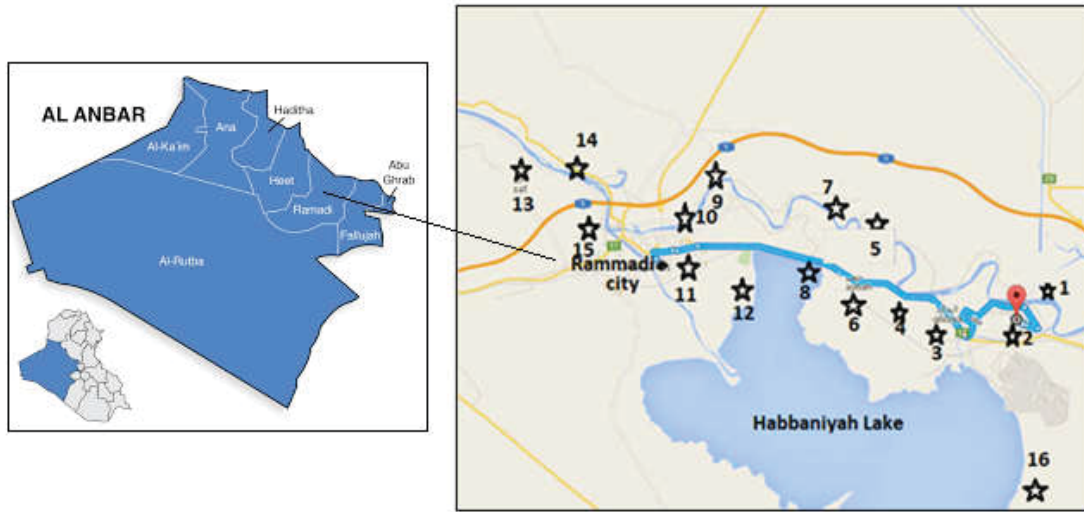 AL ANBAR
Haditha
Ana
Al-Ka'im
Abu
Ghrab
Heet
Ramadi
Fallujah
Al-Rutba
14
13
9
7
10
5
15
Rammadi
city
11
8
12
1
6
4
3
2
Habbaniyah Lake
16